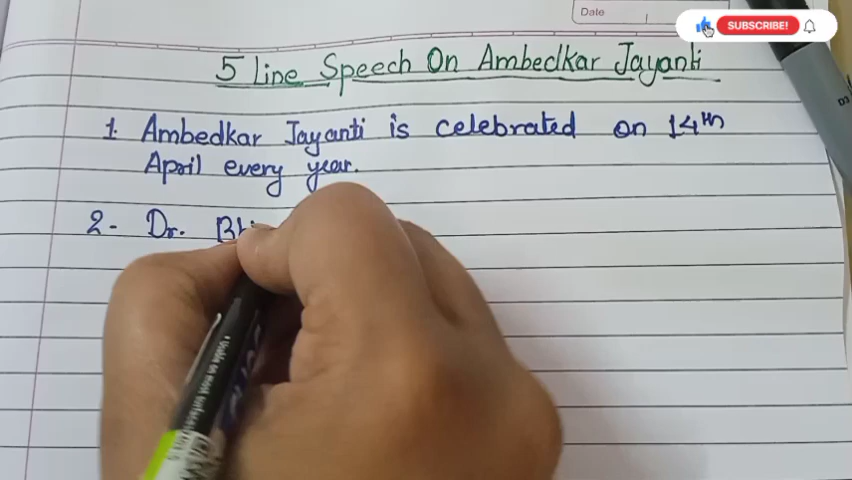 Date
SUBSCRIBE!
5 Line Speech On Ambedkar Jayanti
1. Ambedkar Jayanti is celebrated on 14th
April every year.
2- Dr.